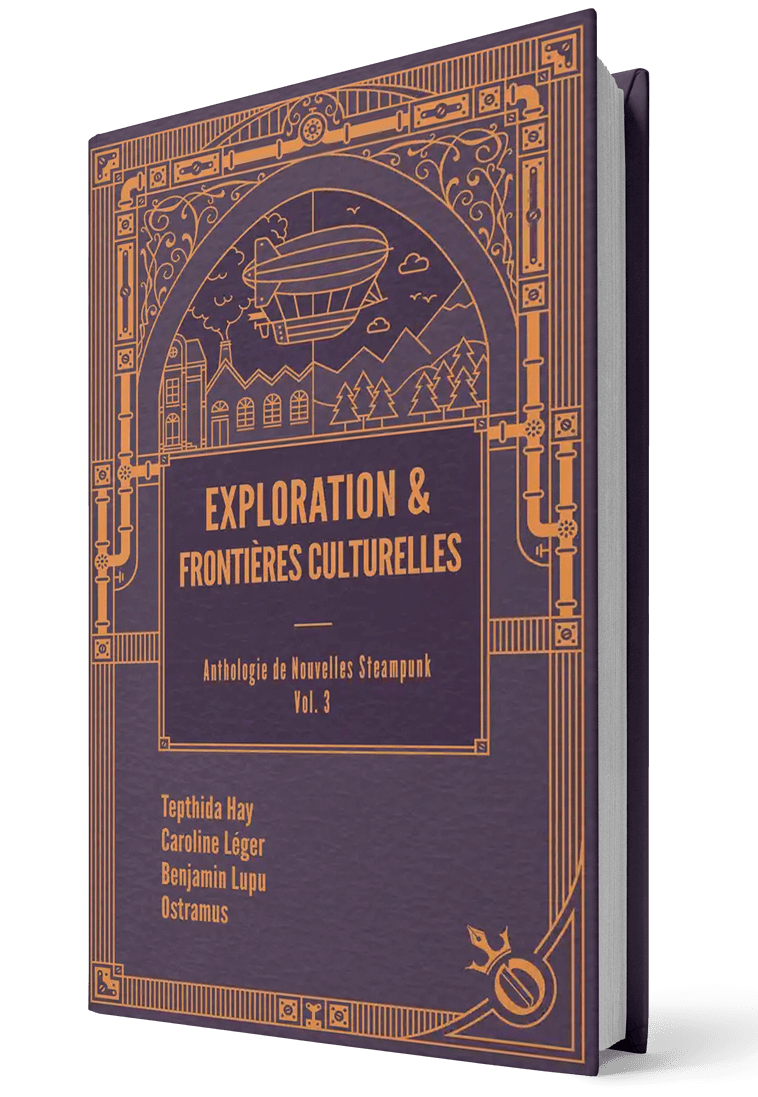 EXPLORATION &
FRONTIÈRES CULTURELLES
Anthologie de Nouvelles Steampunk
Vol. 3
Tepthida Hay
Caroline Léger
Benjamin Lupu
Ostramus